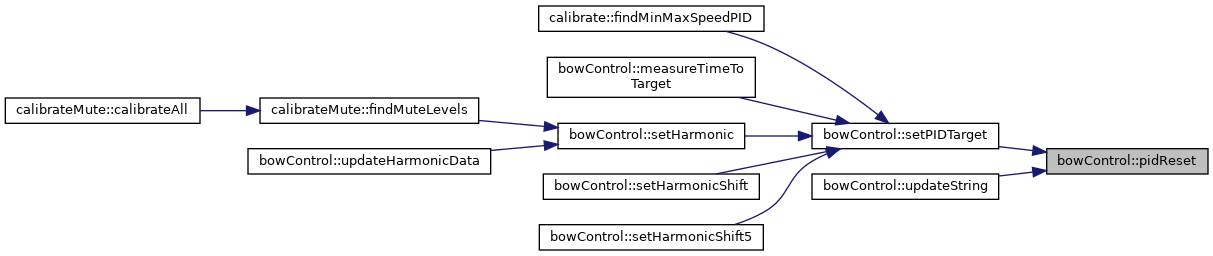 calibrate::findMinMaxSpeedPID
bowControl::measureTimeTo
Target
calibrateMute::calibrateAll
calibrateMute::findMuteLevels
bowControl::setHarmonic
bowControl::setPIDTarget
bowControl::updateHarmonicData
bowControl::pidReset
bowControl::setHarmonicShift
bowControl::updateString
bowControl::setHarmonicShift5